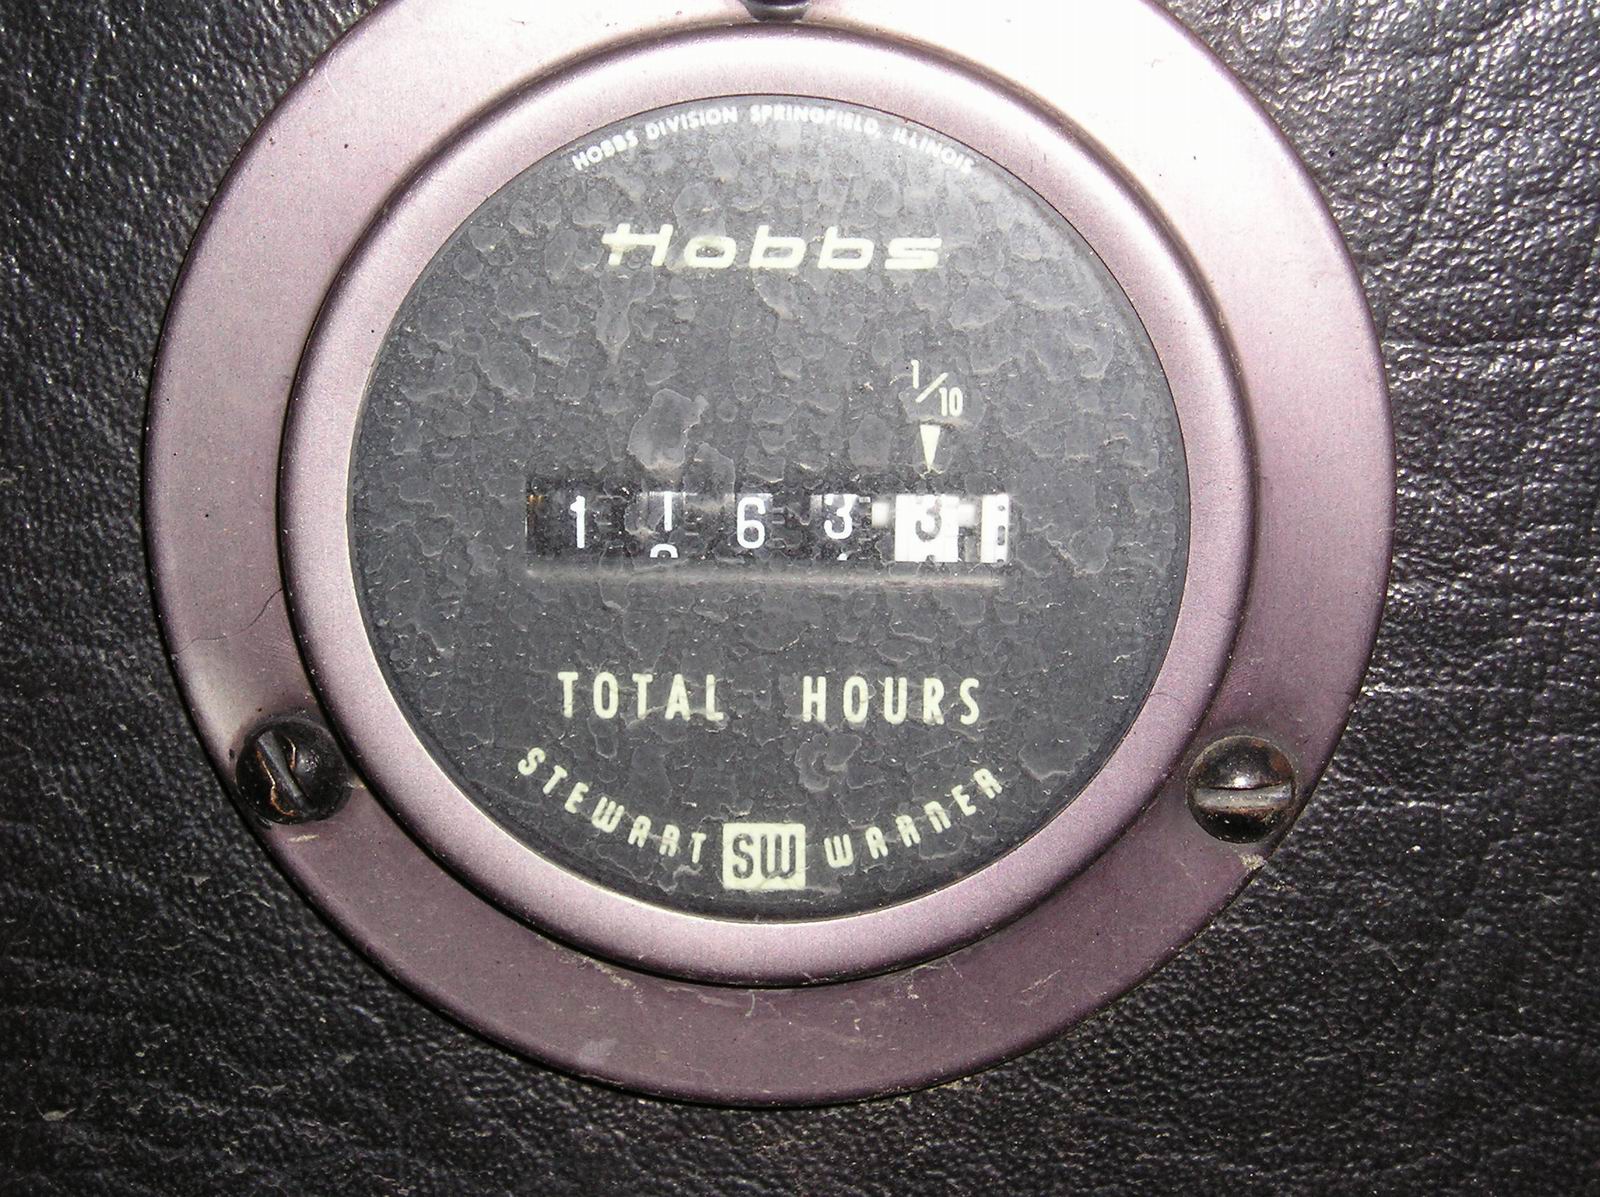 HOBBS DIVISION SPRINGFIELD, ILLINOIS
Hobbs
1/10
1 1 6 3 3
TOTAL HOURS
STEWART SW WARNER